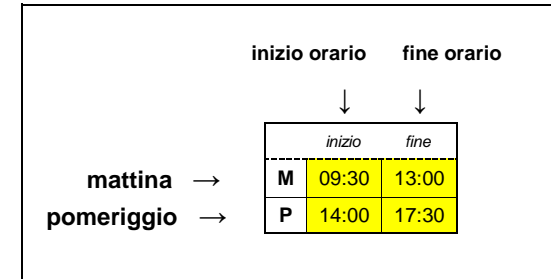 inizio orario fine orario
↓ ↓
inizio fine
mattina → M 09:30 13:00
pomeriggio → P 14:00 17:30